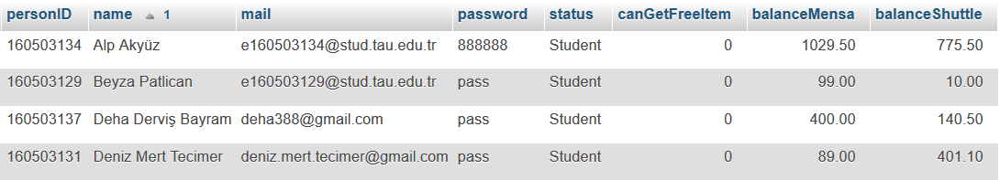 personID name 1 mail password status canGetFreeItem balanceMensa balanceShuttle
160503134 Alp Akyüz e160503134@stud.tau.edu.tr 888888 Student 0 1029.50 775.50
160503129 Beyza Patlican e160503129@stud.tau.edu.tr pass Student 0 99.00 10.00
160503137 Deha Derviş Bayram deha388@gmail.com pass Student 0 400.00 140.50
160503131 Deniz Mert Tecimer deniz.mert.tecimer@gmail.com pass Student 0 89.00 401.10